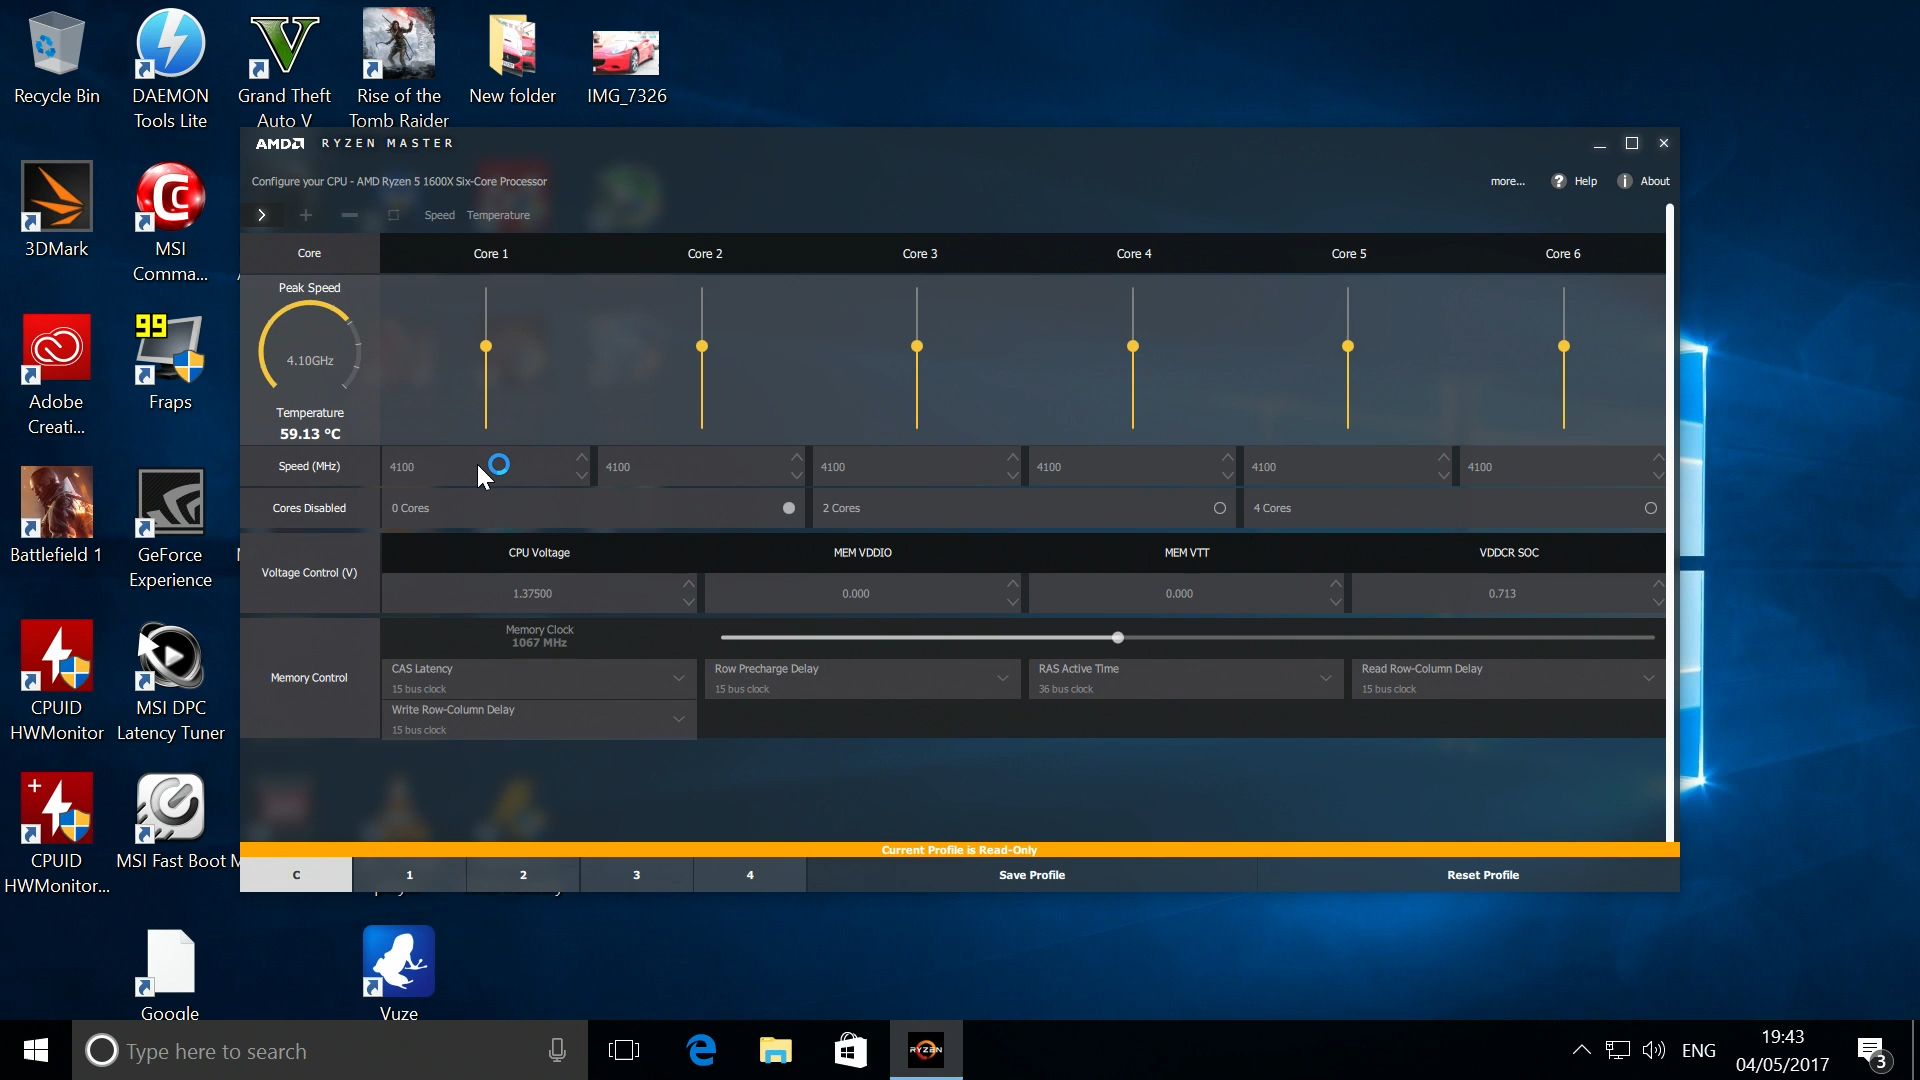 Recycle Bin
DAEMON
Tools Lite
Grand Theft
Auto V
Rise of the
Tomb Raider
New folder
IMG_7326
3DMark
MSI
Comma...
Adobe
Creati...
99
Fraps
Battlefield 1
GeForce
Experience
CPUID
HWMonitor
MSI DPC
Latency Tuner
CPUID
HWMonitor...
MSI Fast Boot
Google
Vuze
AMD RYZEN MASTER
Configure your CPU - AMD Ryzen 5 1600X Six-Core Processor
more... ? Help i About
Speed Temperature
Core Core 1 Core 2 Core 3 Core 4 Core 5 Core 6
Peak Speed
4.10GHz
Temperature
59.13 °C
Speed (MHz) 4100 4100 4100 4100 4100 4100
Cores Disabled 0 Cores 2 Cores 4 Cores
Voltage Control (V) CPU Voltage MEM VDDIO MEM VTT VDDCR SOC
1.37500 0.000 0.000 0.713
Memory Control
Memory Clock
1067 MHz
CAS Latency Row Precharge Delay RAS Active Time Read Row-Column Delay
15 bus clock 15 bus clock 36 bus clock 15 bus clock
Write Row-Column Delay
15 bus clock
Current Profile is Read-Only
C 1 2 3 4 Save Profile Reset Profile
Type here to search
RYZEN
ENG
19:43
04/05/2017
3